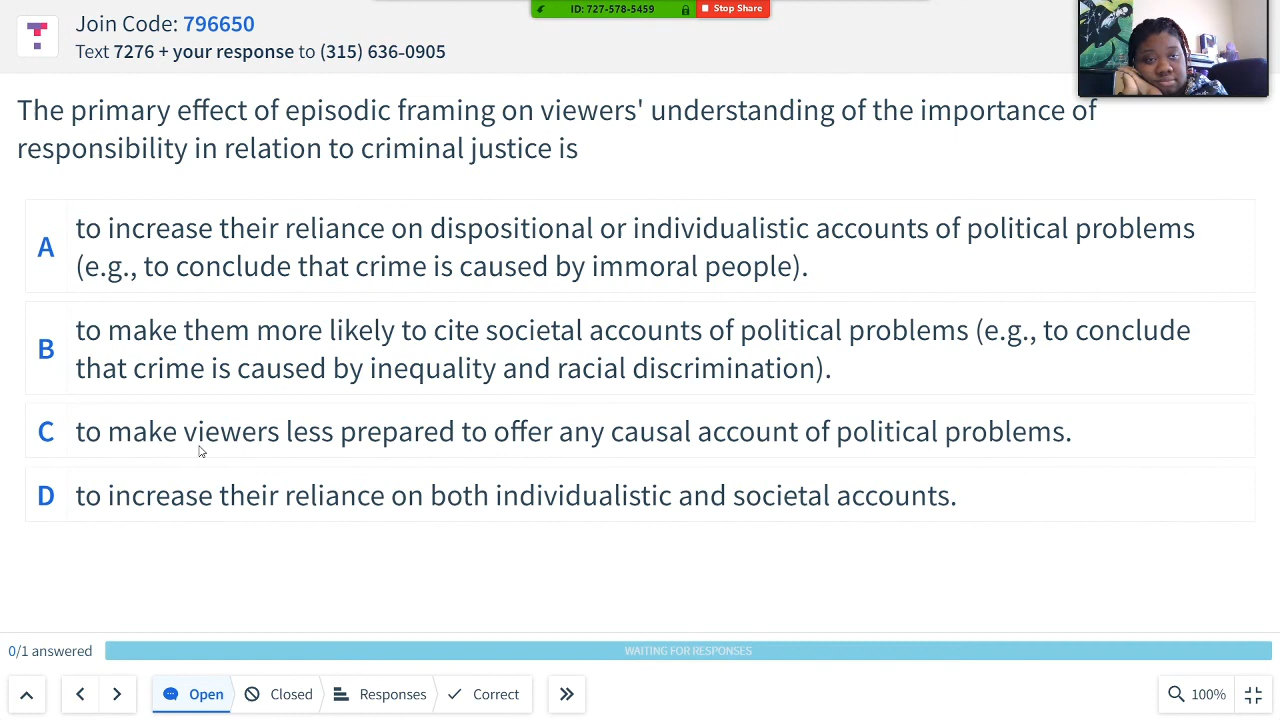 ID: 727-578-5459
Stop Share
Join Code: 796650
Text 7276 + your response to (315) 636-0905
The primary effect of episodic framing on viewers' understanding of the importance of
responsibility in relation to criminal justice is
A
to increase their reliance on dispositional or individualistic accounts of political problems
(e.g., to conclude that crime is caused by immoral people).
B
to make them more likely to cite societal accounts of political problems (e.g., to conclude
that crime is caused by inequality and racial discrimination).
C
to make viewers less prepared to offer any causal account of political problems.
D
to increase their reliance on both individualistic and societal accounts.
0/1 answered
WAITING FOR RESPONSES
Open
Closed
Responses
Correct
100%